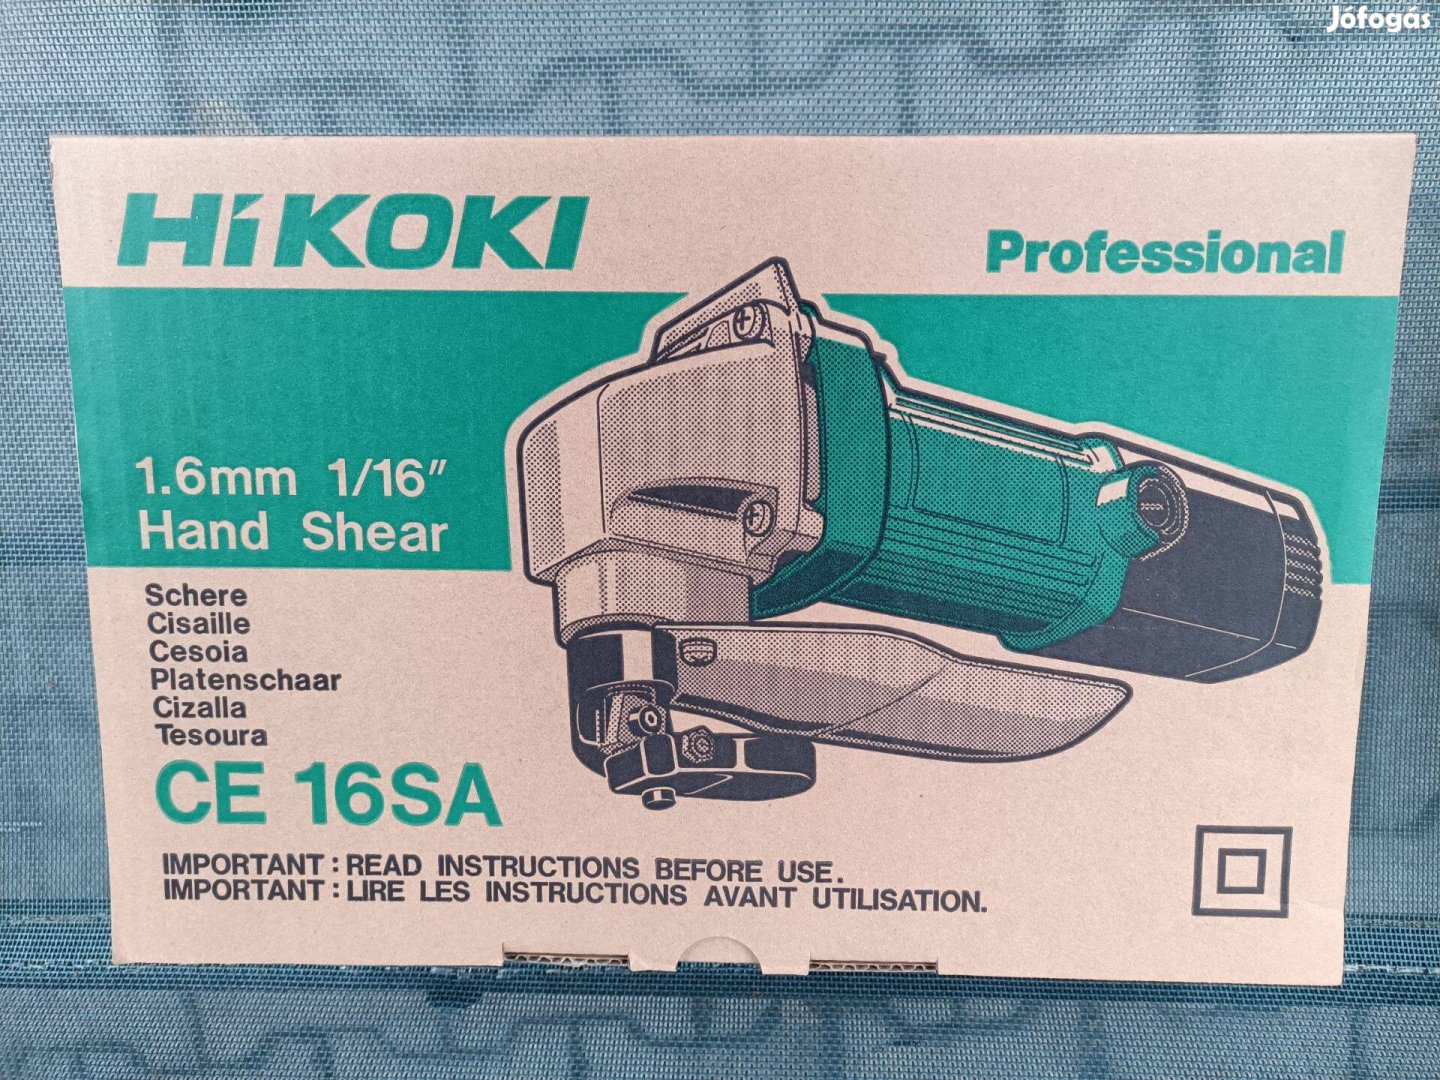 Jófogás
HiKOKI
Professional
1.6mm 1/16"
Hand Shear
Schere
Cisaille
Cesoia
Platenschaar
Cizalla
Tesoura
CE 16SA
IMPORTANT : READ INSTRUCTIONS BEFORE USE.
IMPORTANT : LIRE LES INSTRUCTIONS AVANT UTILISATION.